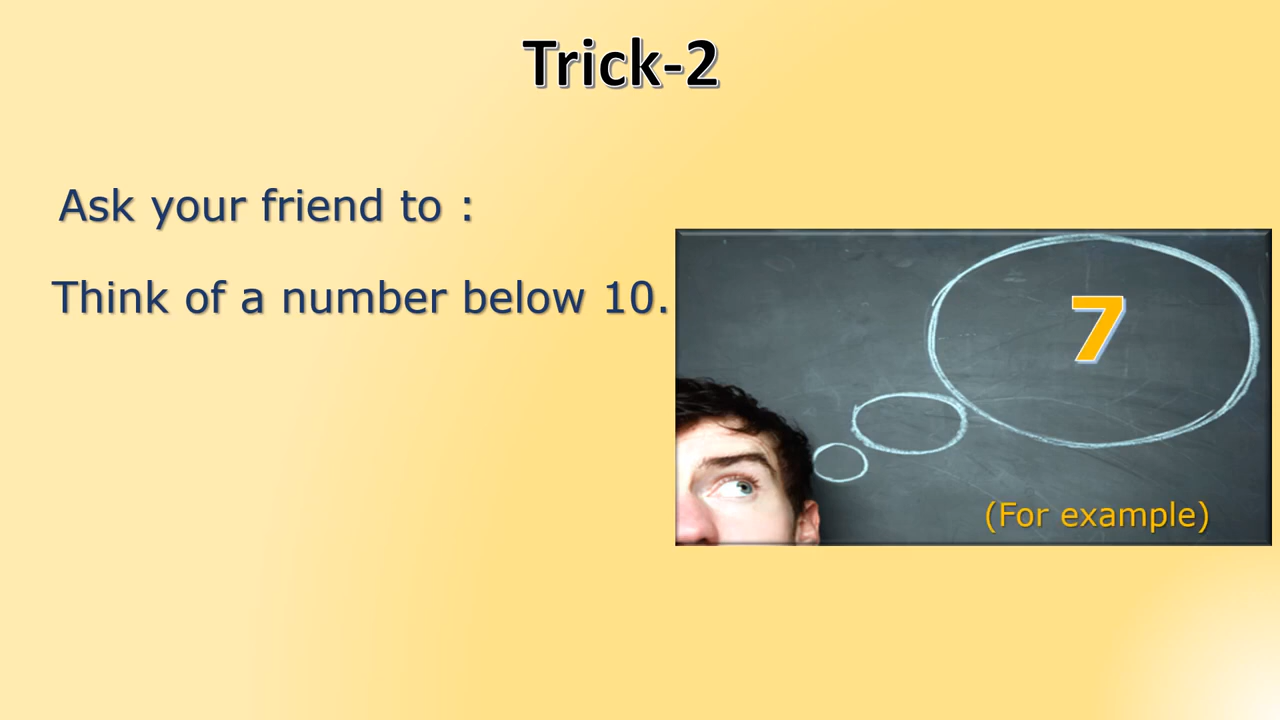 Trick-2
Ask your friend to :
Think of a number below 10.
7
(For example)